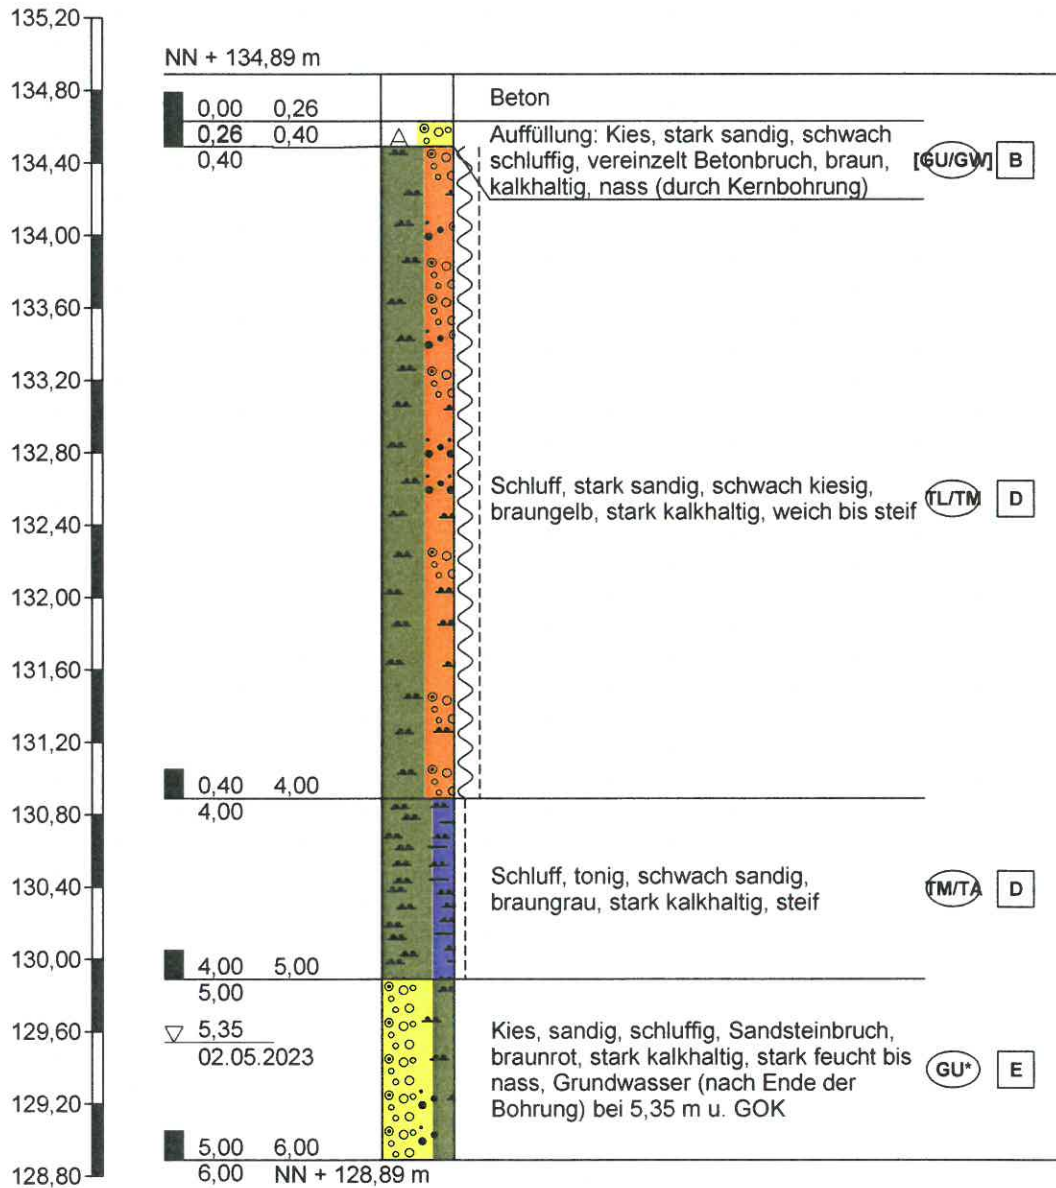 135,20
NN + 134,89 m
134,80
0,00 0,26
Beton
0,26 0,40
0,40
134,40
Auffüllung: Kies, stark sandig, schwach
schluffig, vereinzelt Betonbruch, braun,
kalkhaltig, nass (durch Kernbohrung)
[GU/GW] B
134,00
133,60
133,20
132,80
132,40
132,00
131,60
131,20
Schluff, stark sandig, schwach kiesig,
braungelb, stark kalkhaltig, weich bis steif
TL/TM D
0,40 4,00
4,00
130,80
130,40
Schluff, tonig, schwach sandig,
braungrau, stark kalkhaltig, steif
TM/TA D
130,00
4,00 5,00
5,00
129,60
5,35
02.05.2023
Kies, sandig, schluffig, Sandsteinbruch,
braunrot, stark kalkhaltig, stark feucht bis
nass, Grundwasser (nach Ende der
Bohrung) bei 5,35 m u. GOK
GU* E
129,20
5,00 6,00
6,00 NN + 128,89 m
128,80